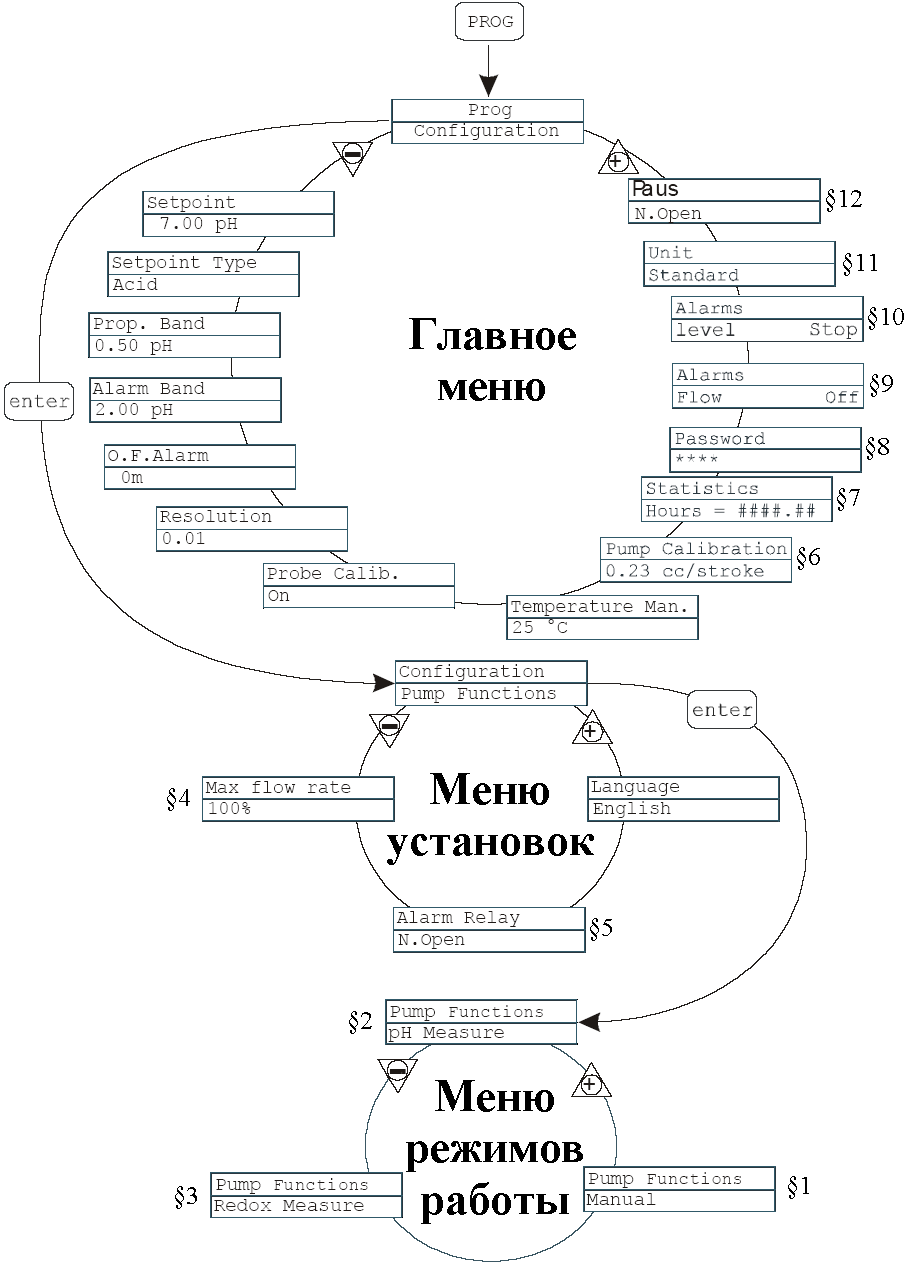 PROG
Prog
Configuration
Setpoint
7.00 pH
Setpoint Type
Acid
Prop. Band
0.50 pH
Alarm Band
2.00 pH
O.F.Alarm
0m
Resolution
0.01
Probe Calib.
On
Temperature Man.
25 °C
Pump Calibration
0.23 cc/stroke
§6
Statistics
Hours = ####.##
§7
Password
****
§8
Alarms
Flow Off
§9
Alarms
level Stop
§10
Unit
Standard
§11
Paus
N.Open
§12
Главное
меню
enter
Configuration
Pump Functions
enter
Max flow rate
100%
§4
Language
English
Меню
установок
Alarm Relay
N.Open
§5
Pump Functions
pH Measure
§2
Меню
режимов
работы
Pump Functions
Redox Measure
§3
Pump Functions
Manual
§1